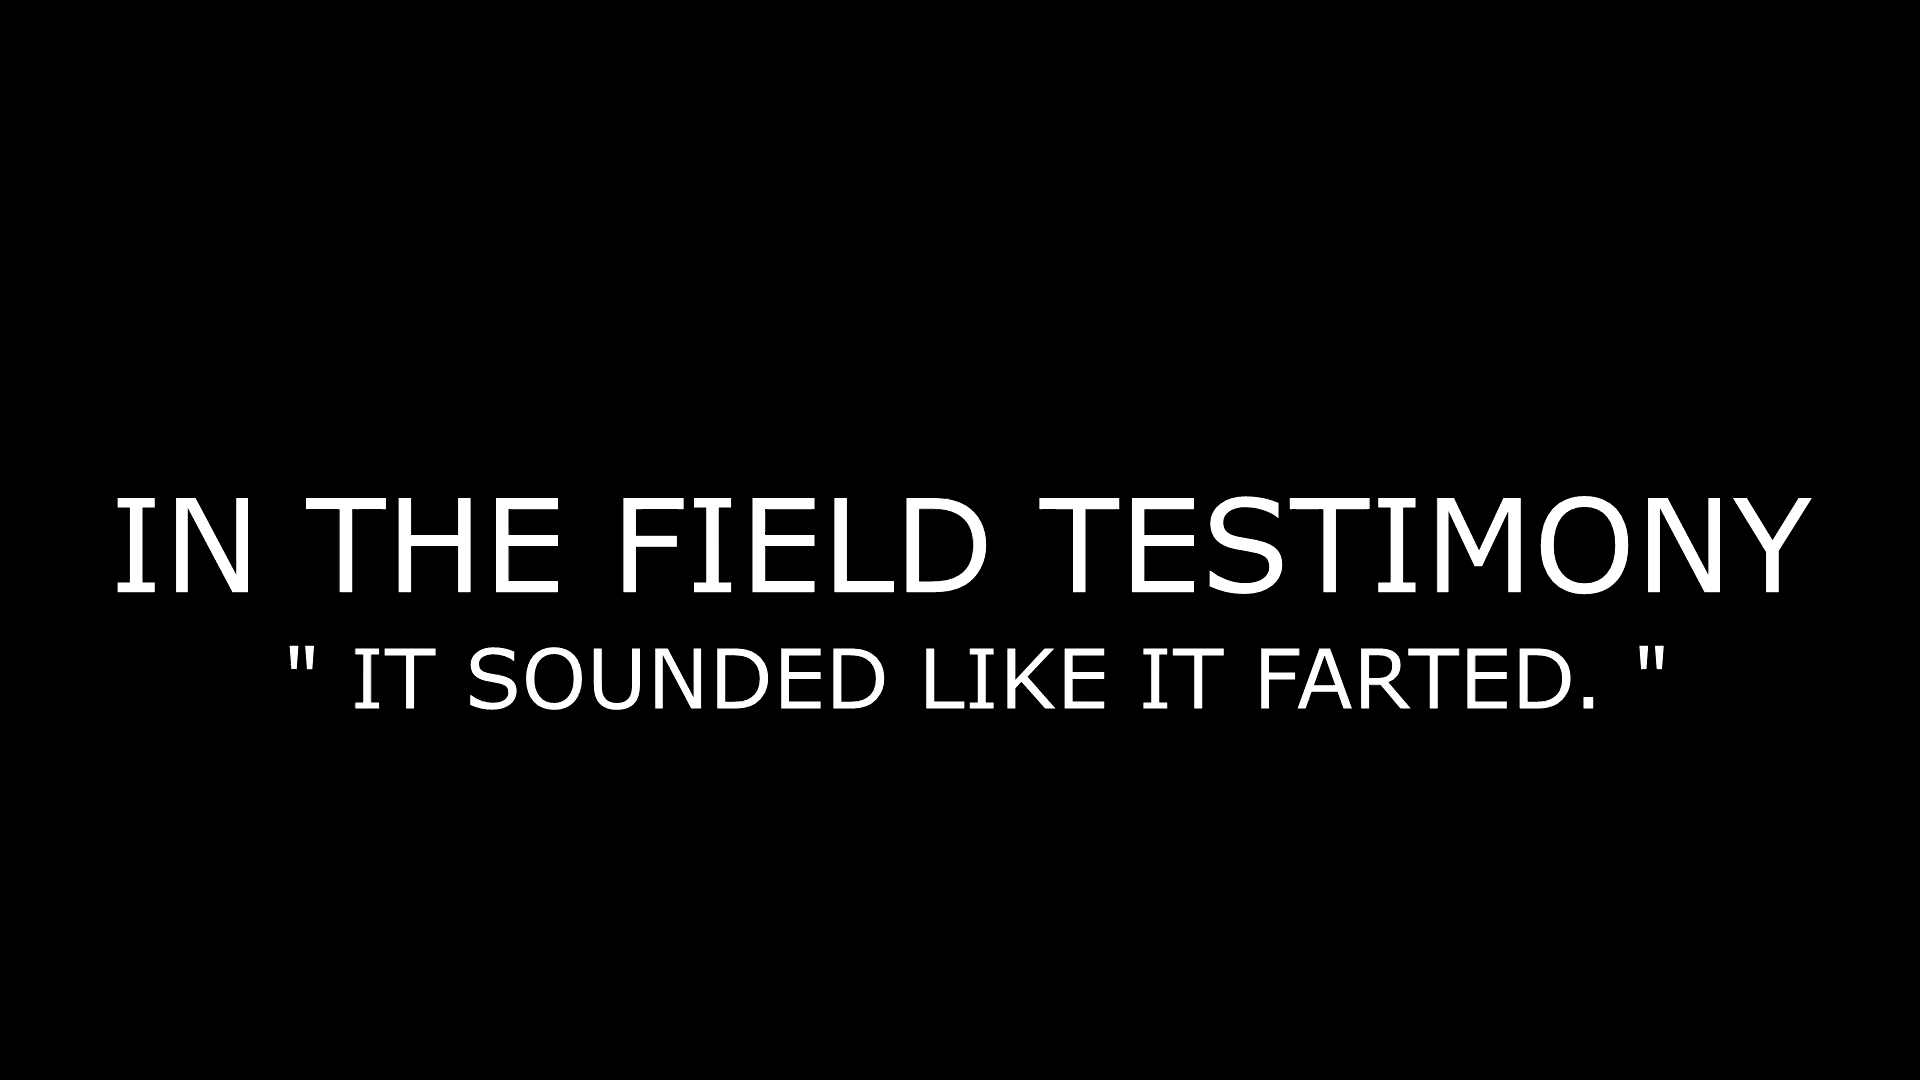 IN THE FIELD TESTIMONY
" IT SOUNDED LIKE IT FARTED. "